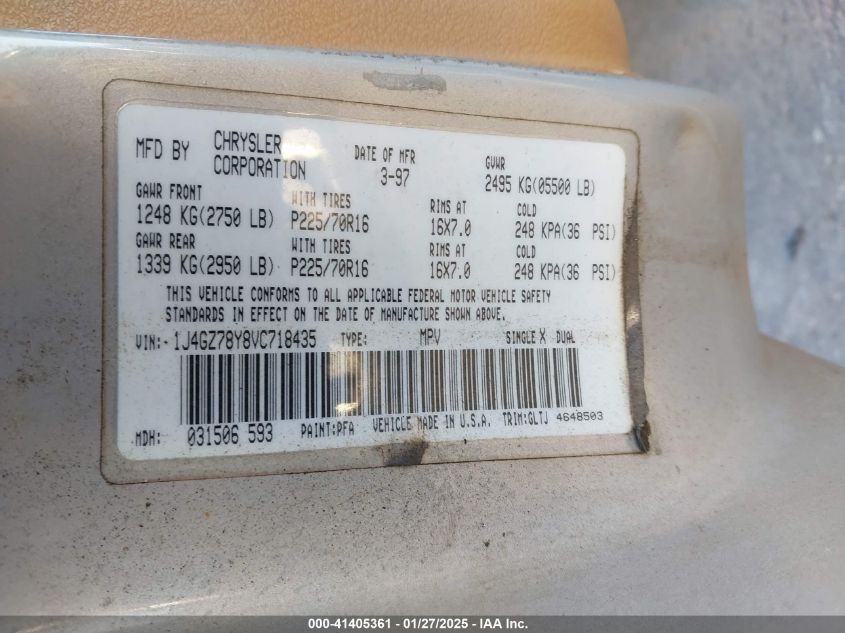 MFD BY CHRYSLER CORPORATION DATE OF MFR 3-97 GVWR 2495 KG(05500 LB)
GAWR FRONT WITH TIRES RIMS AT COLD
1248 KG(2750 LB) P225/70R16 16X7.0 248 KPA(36 PSI)
GAWR REAR WITH TIRES RIMS AT COLD
1339 KG(2950 LB) P225/70R16 16X7.0 248 KPA(36 PSI)
THIS VEHICLE CONFORMS TO ALL APPLICABLE FEDERAL MOTOR VEHICLE SAFETY
STANDARDS IN EFFECT ON THE DATE OF MANUFACTURE SHOWN ABOVE.
VIN:- 1J4GZ78Y8VC718435 TYPE: MPV SINGLE X DUAL
MDH: 031506 593 PAINT:PFA VEHICLE MADE IN U.S.A. TRIM:GLTJ 4648503
000-41405361 - 01/27/2025 - IAA Inc.